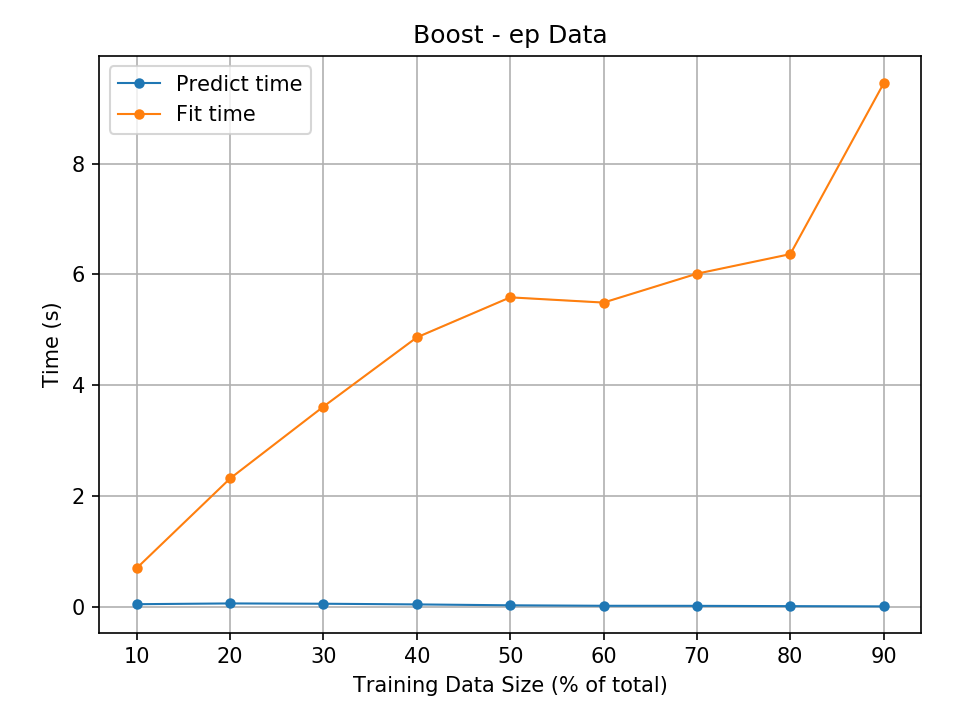 Boost - ep Data
Predict time
Fit time
8
6
4
2
0
Time (s)
10 20 30 40 50 60 70 80 90
Training Data Size (% of total)